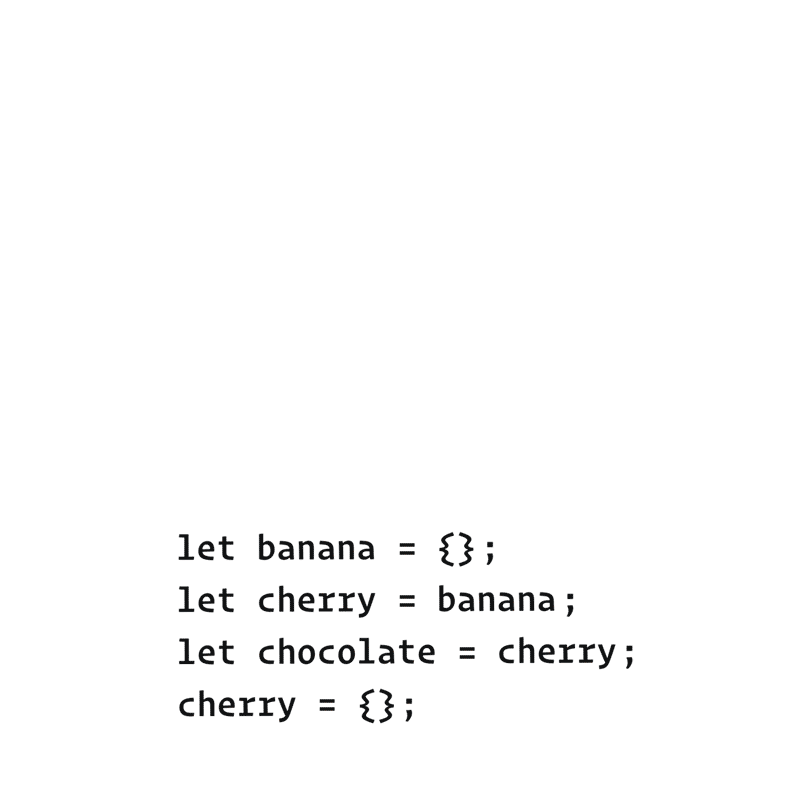 let banana = {};
let cherry = banana;
let chocolate = cherry;
cherry = {};